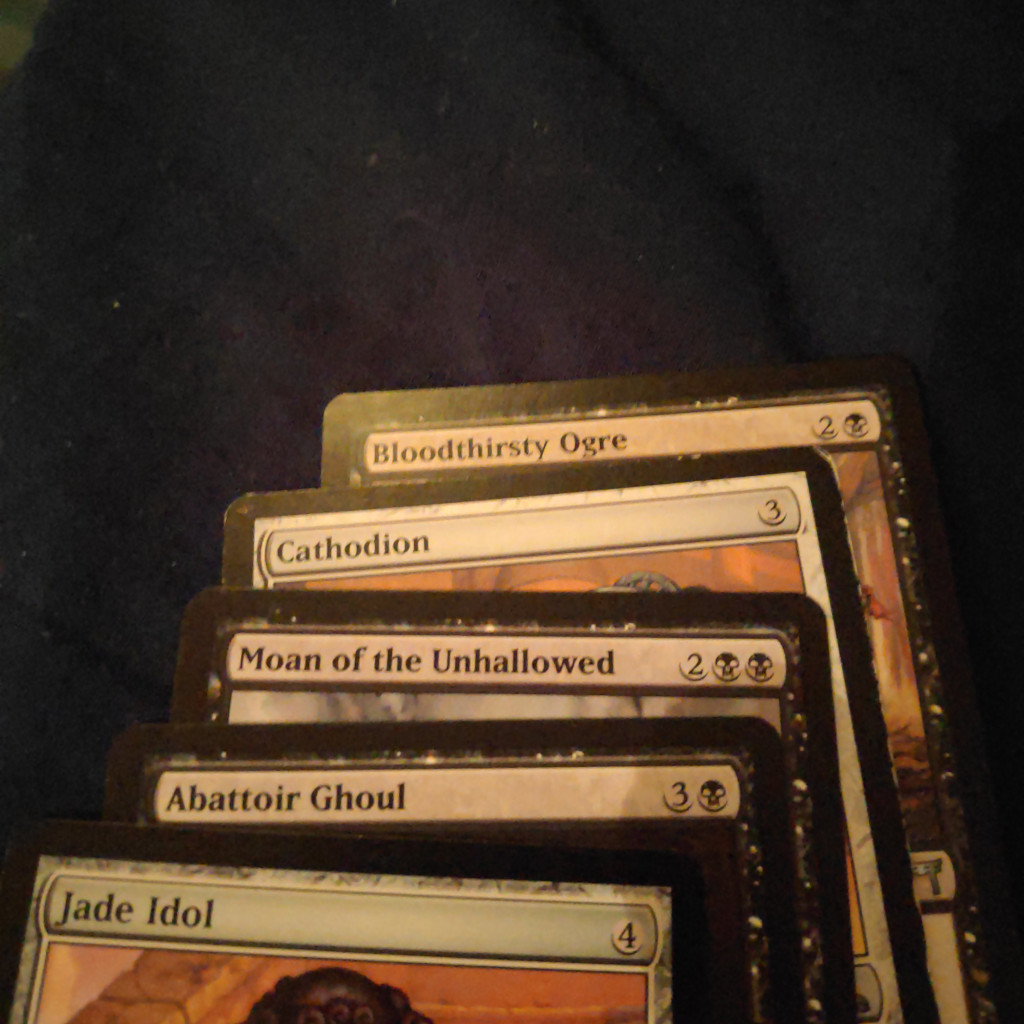 Bloodthirsty Ogre 2
Cathodion 3
Moan of the Unhallowed 2
Abattoir Ghoul 3
Jade Idol 4